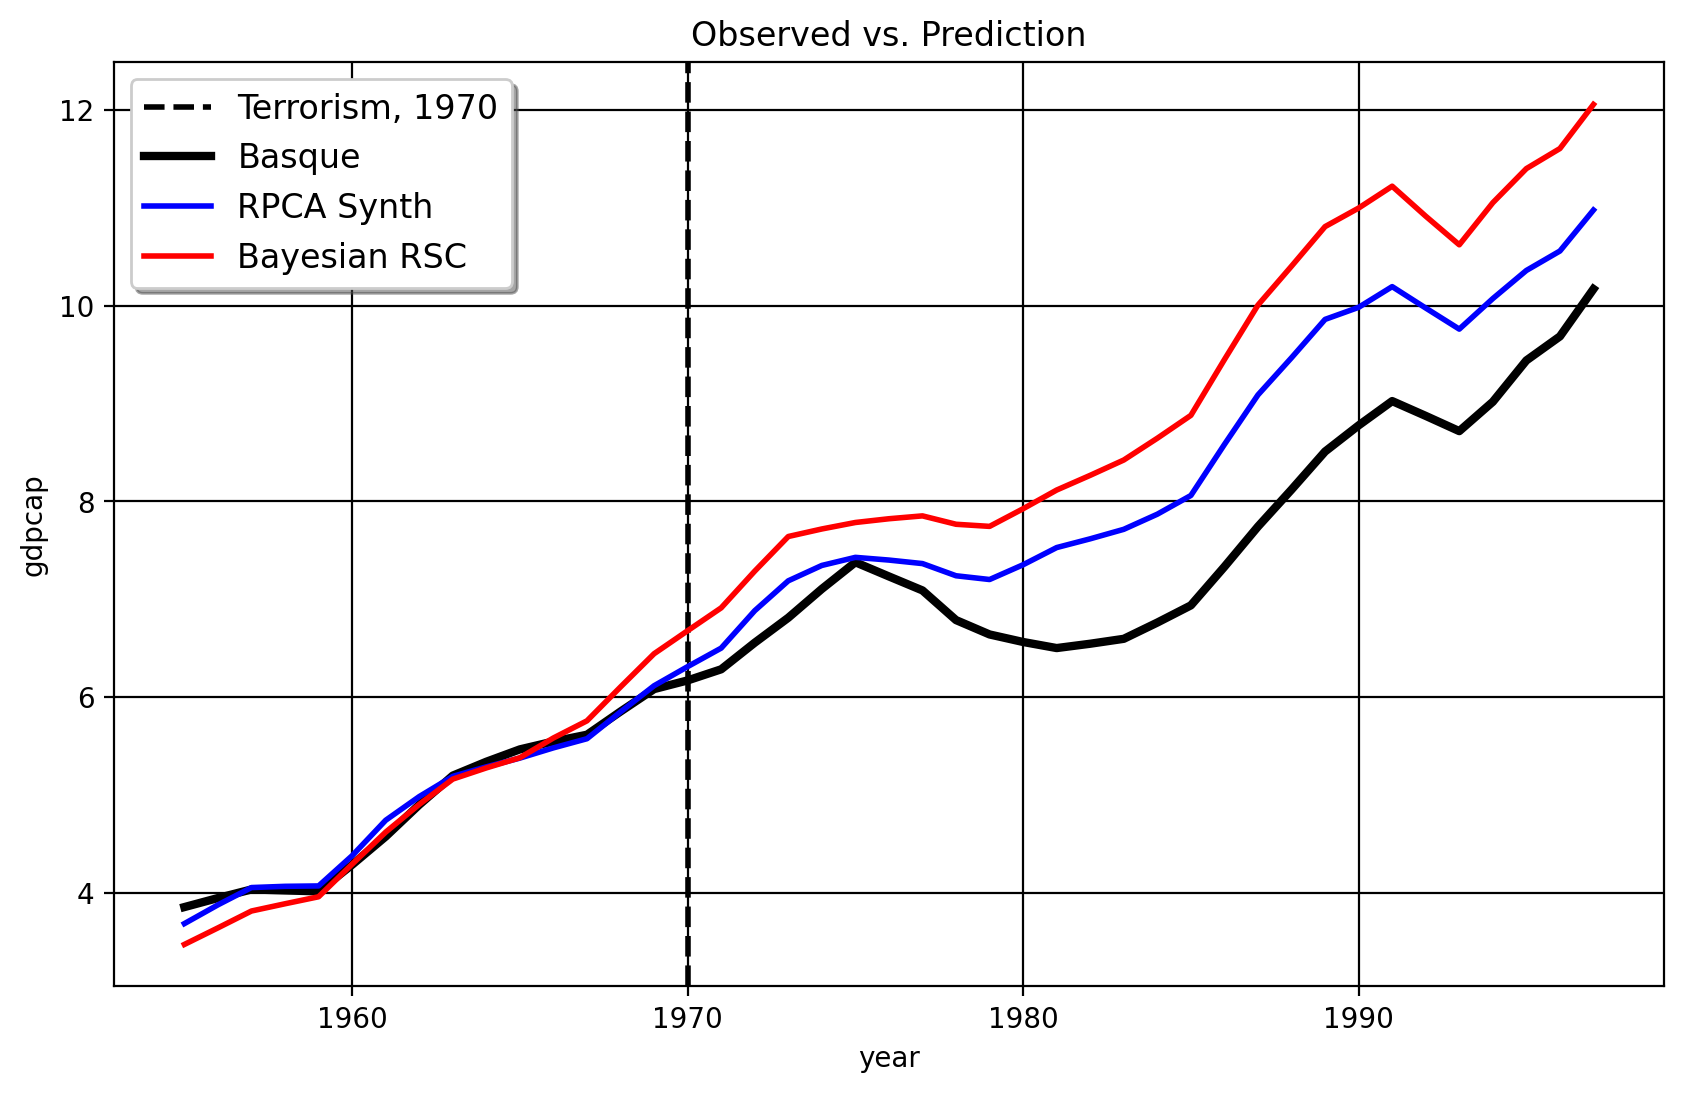 Observed vs. Prediction
Terrorism, 1970
Basque
RPCA Synth
Bayesian RSC
12
10
8
6
4
gdpcap
1960
1970
1980
1990
year